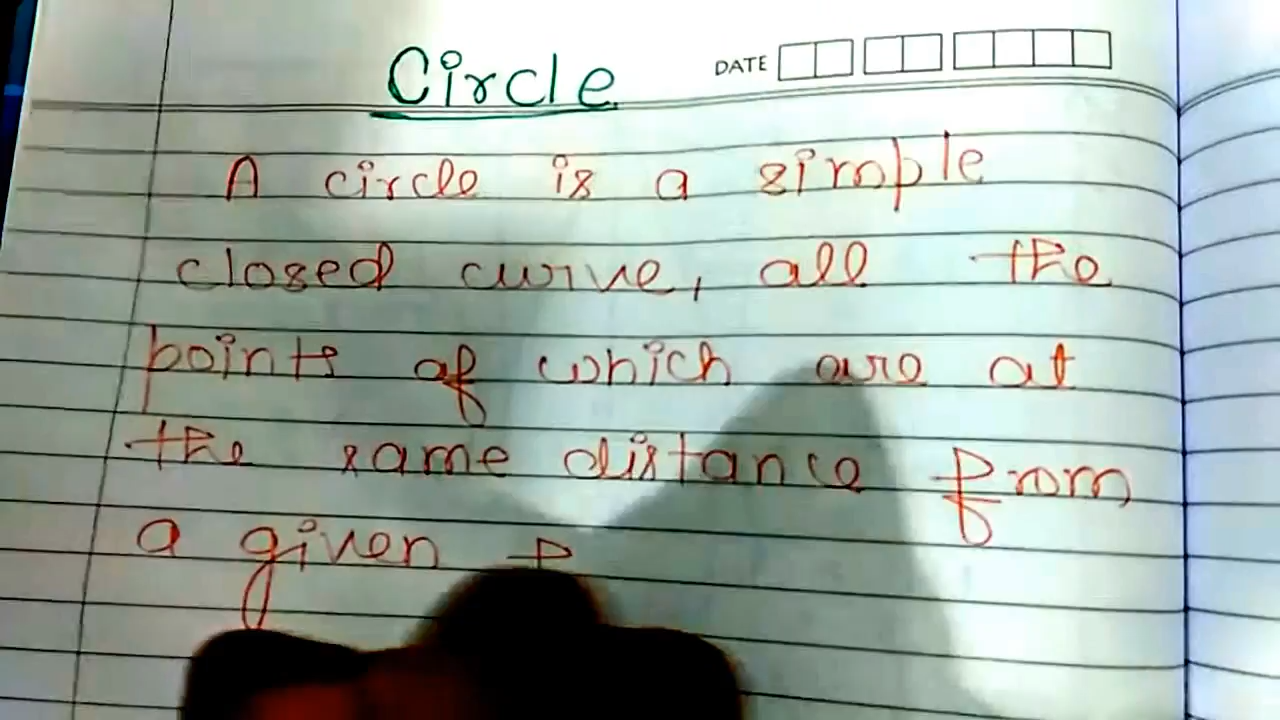 Circle
DATE
A circle is a simple
closed curve, all the
points of which are at
the same distance from
a given